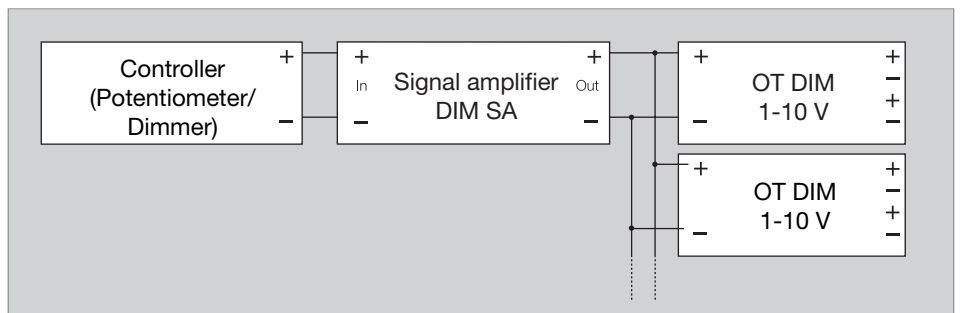 Controller
(Potentiometer/
Dimmer)
+
−
+
In
−
Signal amplifier
DIM SA
+
Out
−
+
−
OT DIM
1-10 V
+
−
+
−
+
−
OT DIM
1-10 V
+
−
+
−